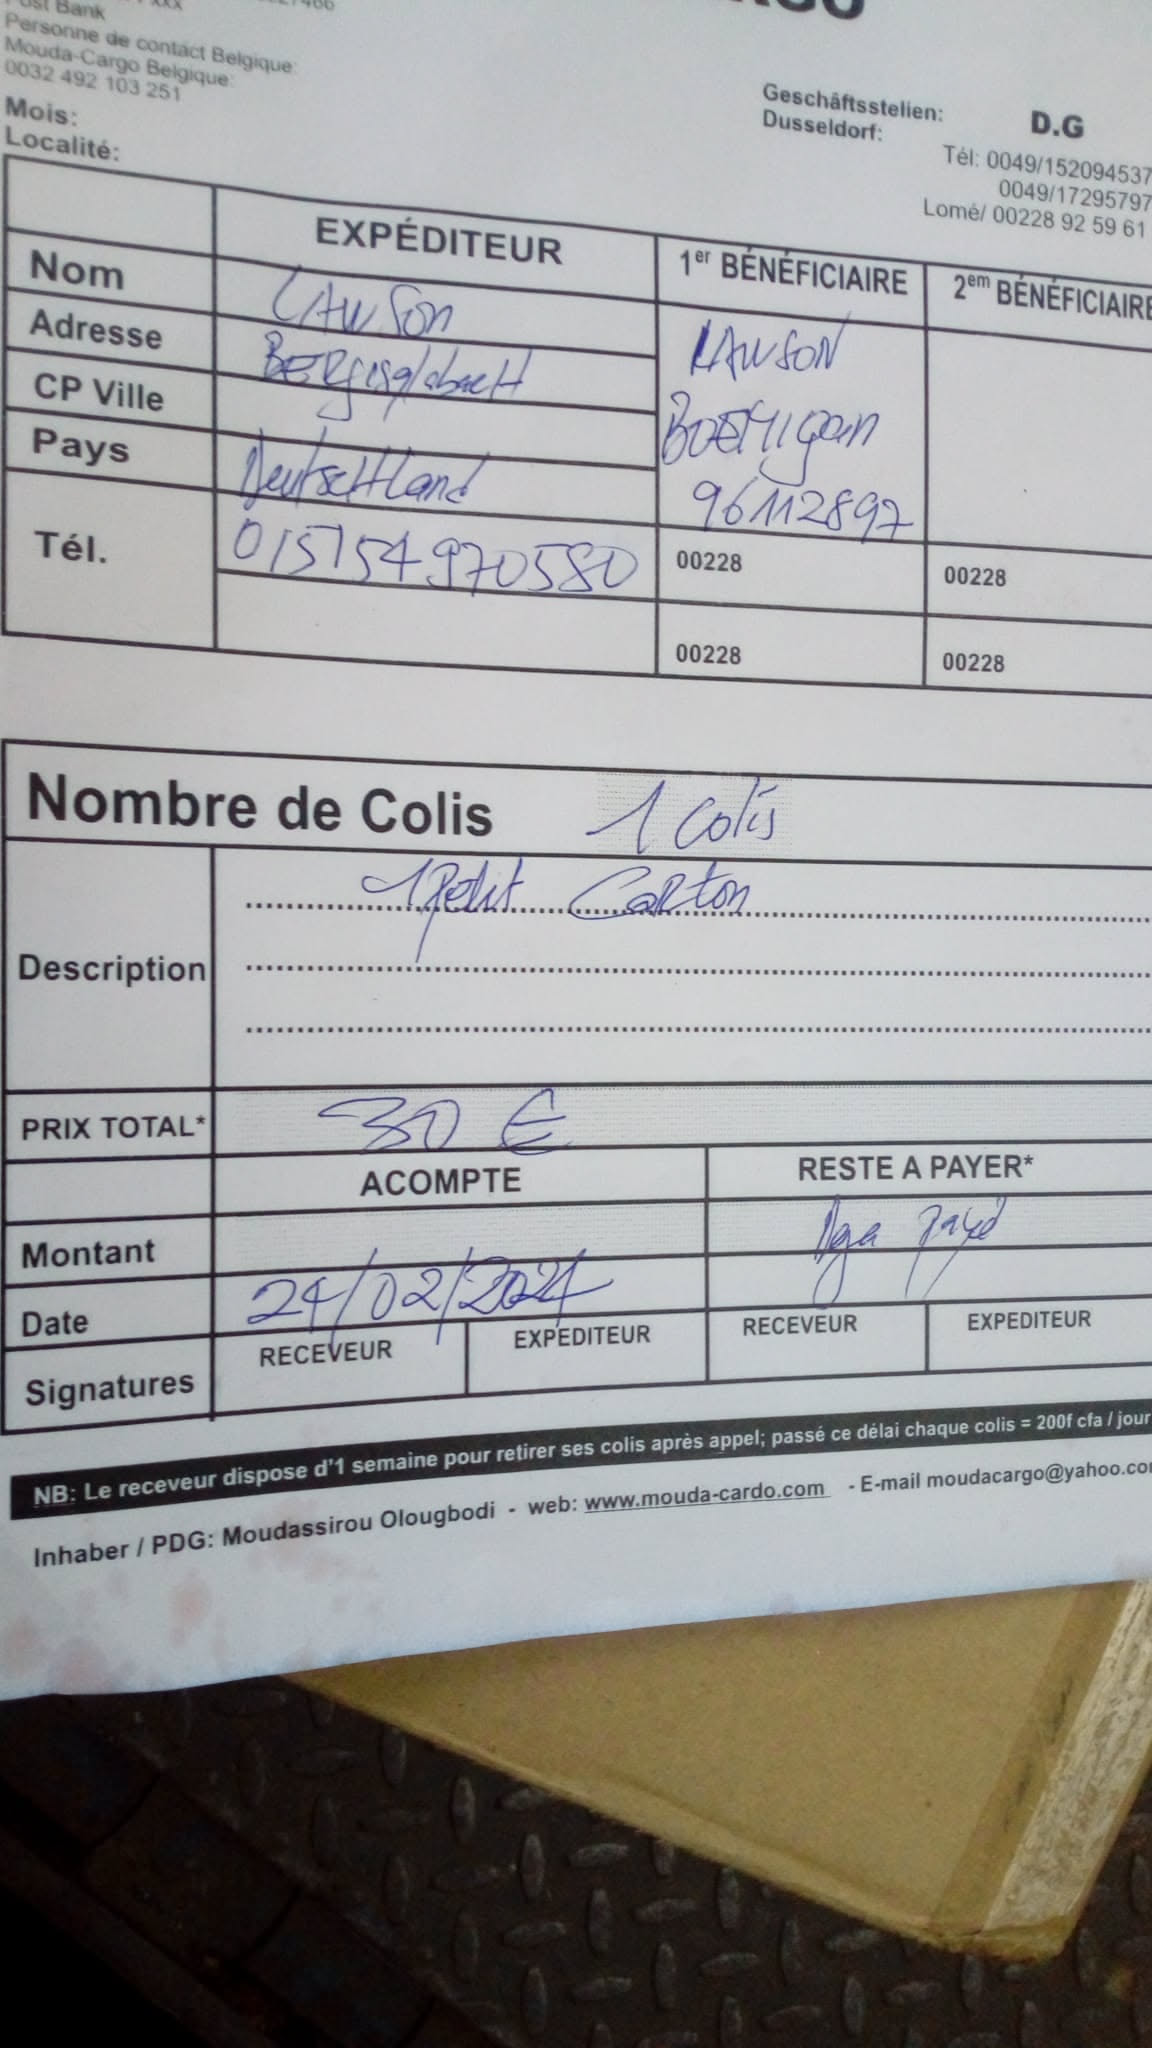 Post Bank
Personne de contact Belgique:
Mouda-Cargo Belgique:
0032 492 103 251
Mois:
Localité:
Geschâftsstelien: D.G
Dusseldorf:
Tél: 0049/152094537
0049/17295797
Lomé/ 00228 92 59 61
EXPÉDITEUR 1er BÉNÉFICIAIRE 2em BÉNÉFICIAIRE
Nom LAWSON LAWSON
Adresse
CP Ville
Pays Deutschland
96112897
Tél. 015754970580 00228 00228
00228 00228
Nombre de Colis 1 Colis
Description 1 Petit Carton
PRIX TOTAL* 30 €
ACOMPTE RESTE A PAYER*
Montant payé
Date 24/02/2024
Signatures RECEVEUR EXPEDITEUR RECEVEUR EXPEDITEUR
NB: Le receveur dispose d'1 semaine pour retirer ses colis après appel; passé ce délai chaque colis = 200f cfa / jour
Inhaber / PDG: Moudassirou Olougbodi - web: www.mouda-cardo.com - E-mail moudacargo@yahoo.com